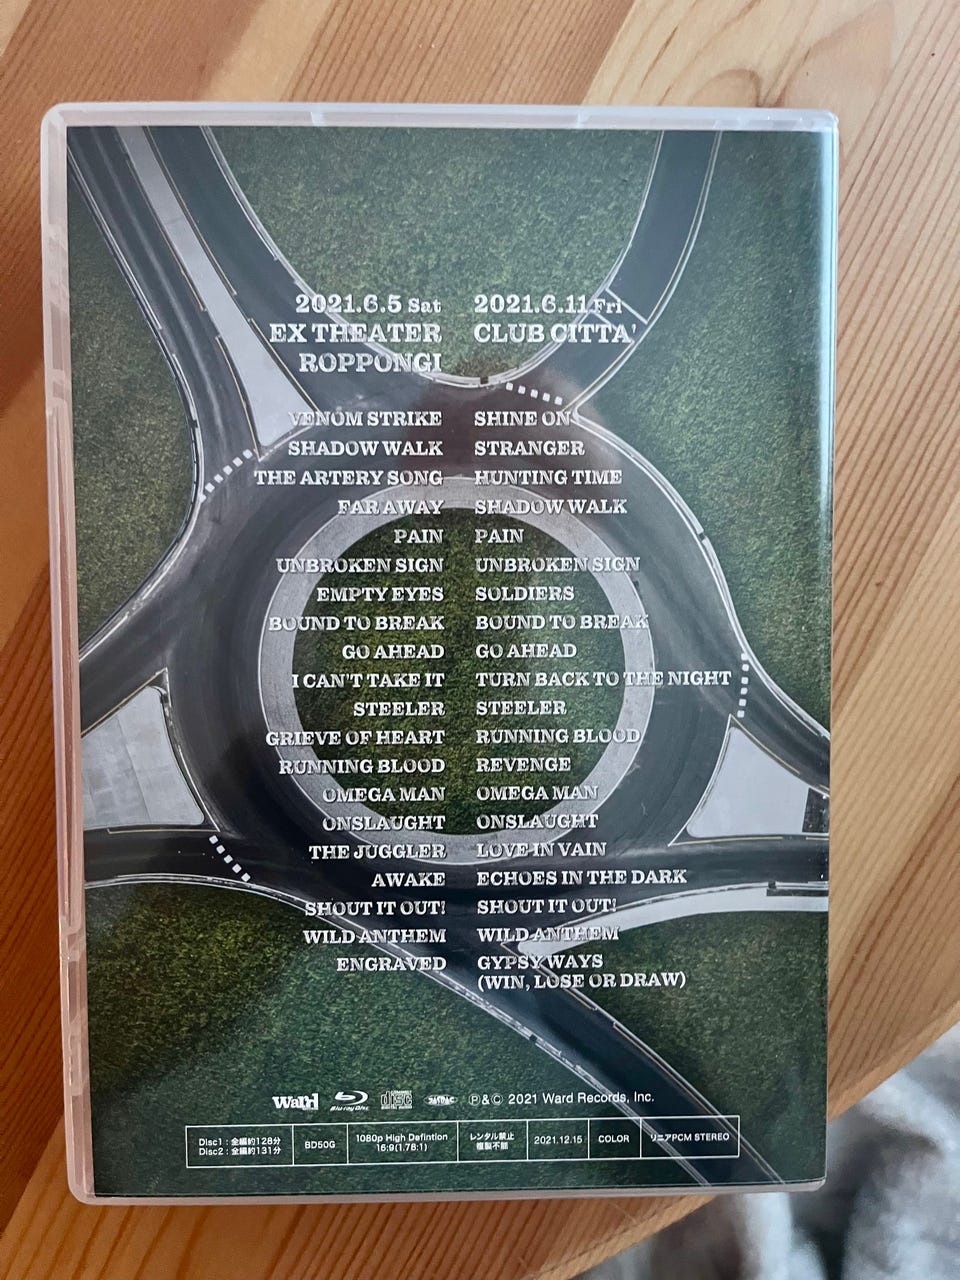 2021.6.5 Sat
EX THEATER
ROPPONGI
VENOM STRIKE
SHADOW WALK
THE ARTERY SONG
FAR AWAY
PAIN
UNBROKEN SIGN
EMPTY EYES
BOUND TO BREAK
GO AHEAD
I CAN'T TAKE IT
STEELER
GRIEVE OF HEART
RUNNING BLOOD
OMEGA MAN
ONSLAUGHT
THE JUGGLER
AWAKE
SHOUT IT OUT!
WILD ANTHEM
ENGRAVED
2021.6.11 Fri
CLUB CITTA'
SHINE ON
STRANGER
HUNTING TIME
SHADOW WALK
PAIN
UNBROKEN SIGN
SOLDIERS
BOUND TO BREAK
GO AHEAD
TURN BACK TO THE NIGHT
STEELER
RUNNING BLOOD
REVENGE
OMEGA MAN
ONSLAUGHT
LOVE IN VAIN
ECHOES IN THE DARK
SHOUT IT OUT!
WILD ANTHEM
GYPSY WAYS
(WIN, LOSE OR DRAW)
Ward Blu-ray Disc disc Ⓟ&© 2021 Ward Records, Inc.
Disc1：全編約128分
Disc2：全編約131分
BD50G
1080p High Defintion
16:9(1.78:1)
レンタル禁止
複製不能
2021.12.15
COLOR
リニアPCM STEREO